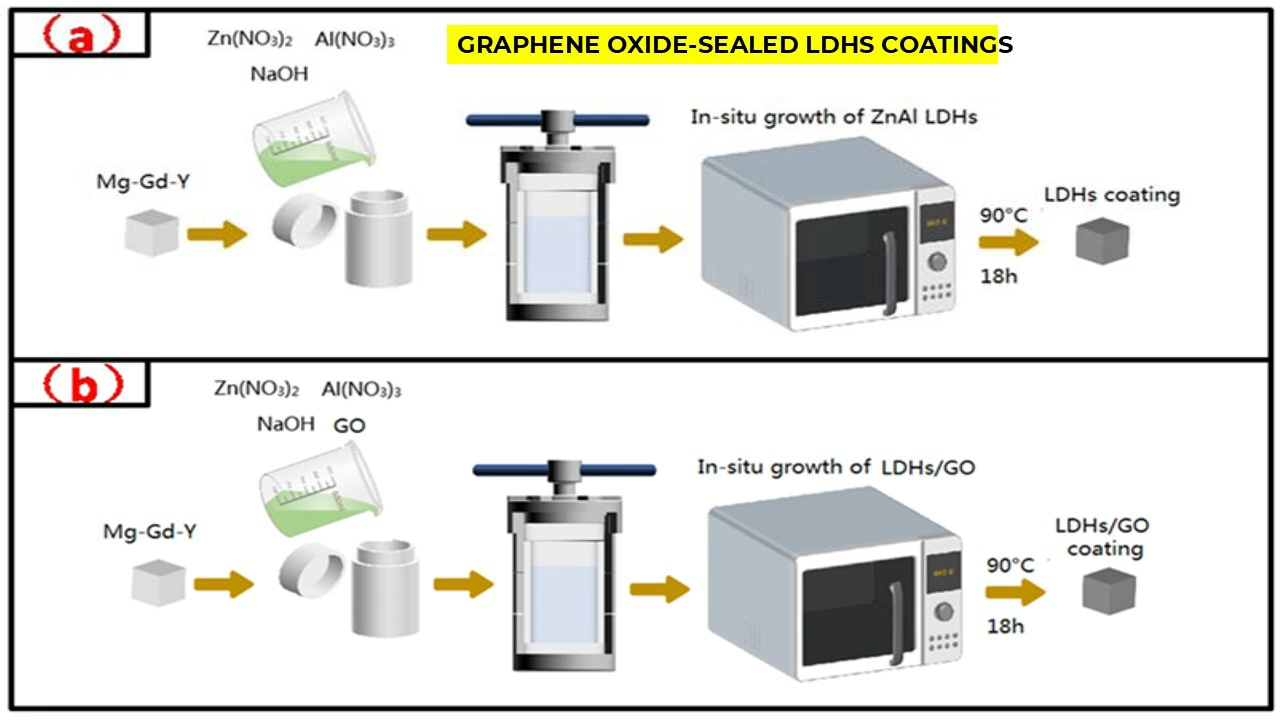 (a)
Zn(NO₃)₂ Al(NO₃)₃
GRAPHENE OXIDE-SEALED LDHS COATINGS
NaOH
In-situ growth of ZnAl LDHs
Mg-Gd-Y
LDHs coating
90°C
18h
(b)
Zn(NO₃)₂ Al(NO₃)₃
NaOH GO
In-situ growth of LDHs/GO
Mg-Gd-Y
LDHs/GO
coating
90°C
18h